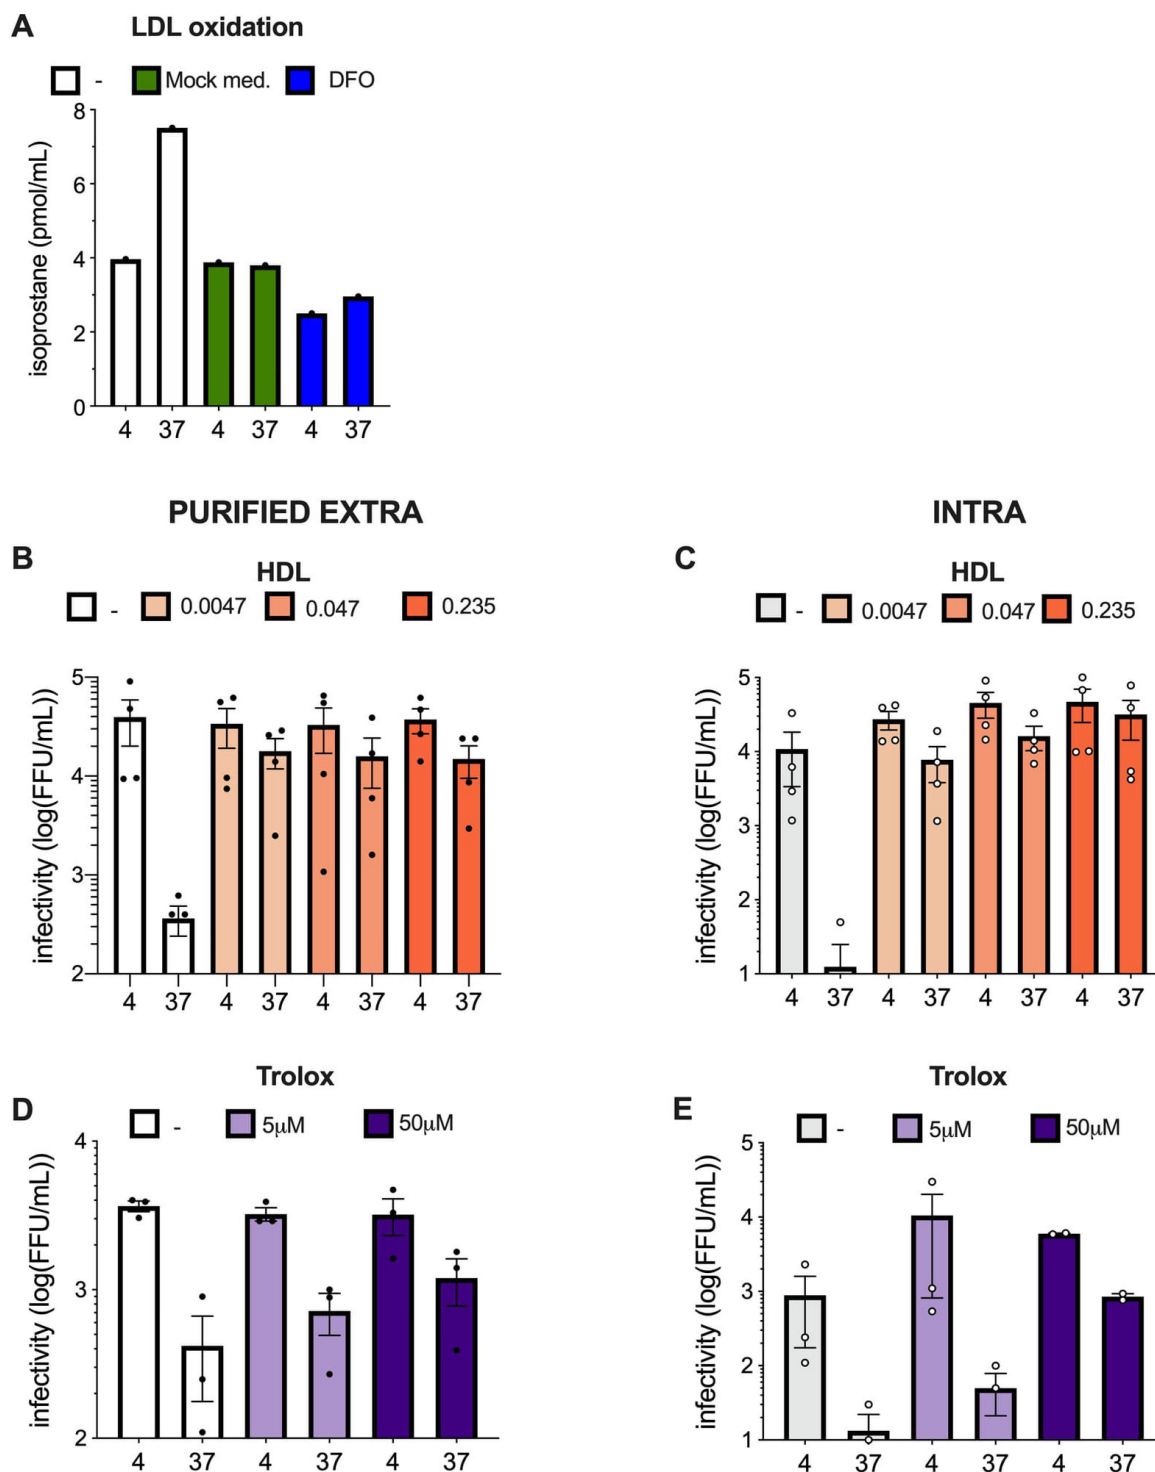 A
LDL oxidation
- Mock med. DFO
isoprostane (pmol/mL)
8
6
4
2
0
4 37 4 37 4 37
PURIFIED EXTRA
INTRA
B
HDL
- 0.0047 0.047 0.235
infectivity (log(FFU/mL))
5
4
3
2
4 37 4 37 4 37 4 37
C
HDL
- 0.0047 0.047 0.235
infectivity (log(FFU/mL))
5
4
3
2
1
4 37 4 37 4 37 4 37
D
Trolox
- 5μM 50μM
infectivity (log(FFU/mL))
4
3
2
4 37 4 37 4 37
E
Trolox
- 5μM 50μM
infectivity (log(FFU/mL))
5
4
3
2
1
4 37 4 37 4 37